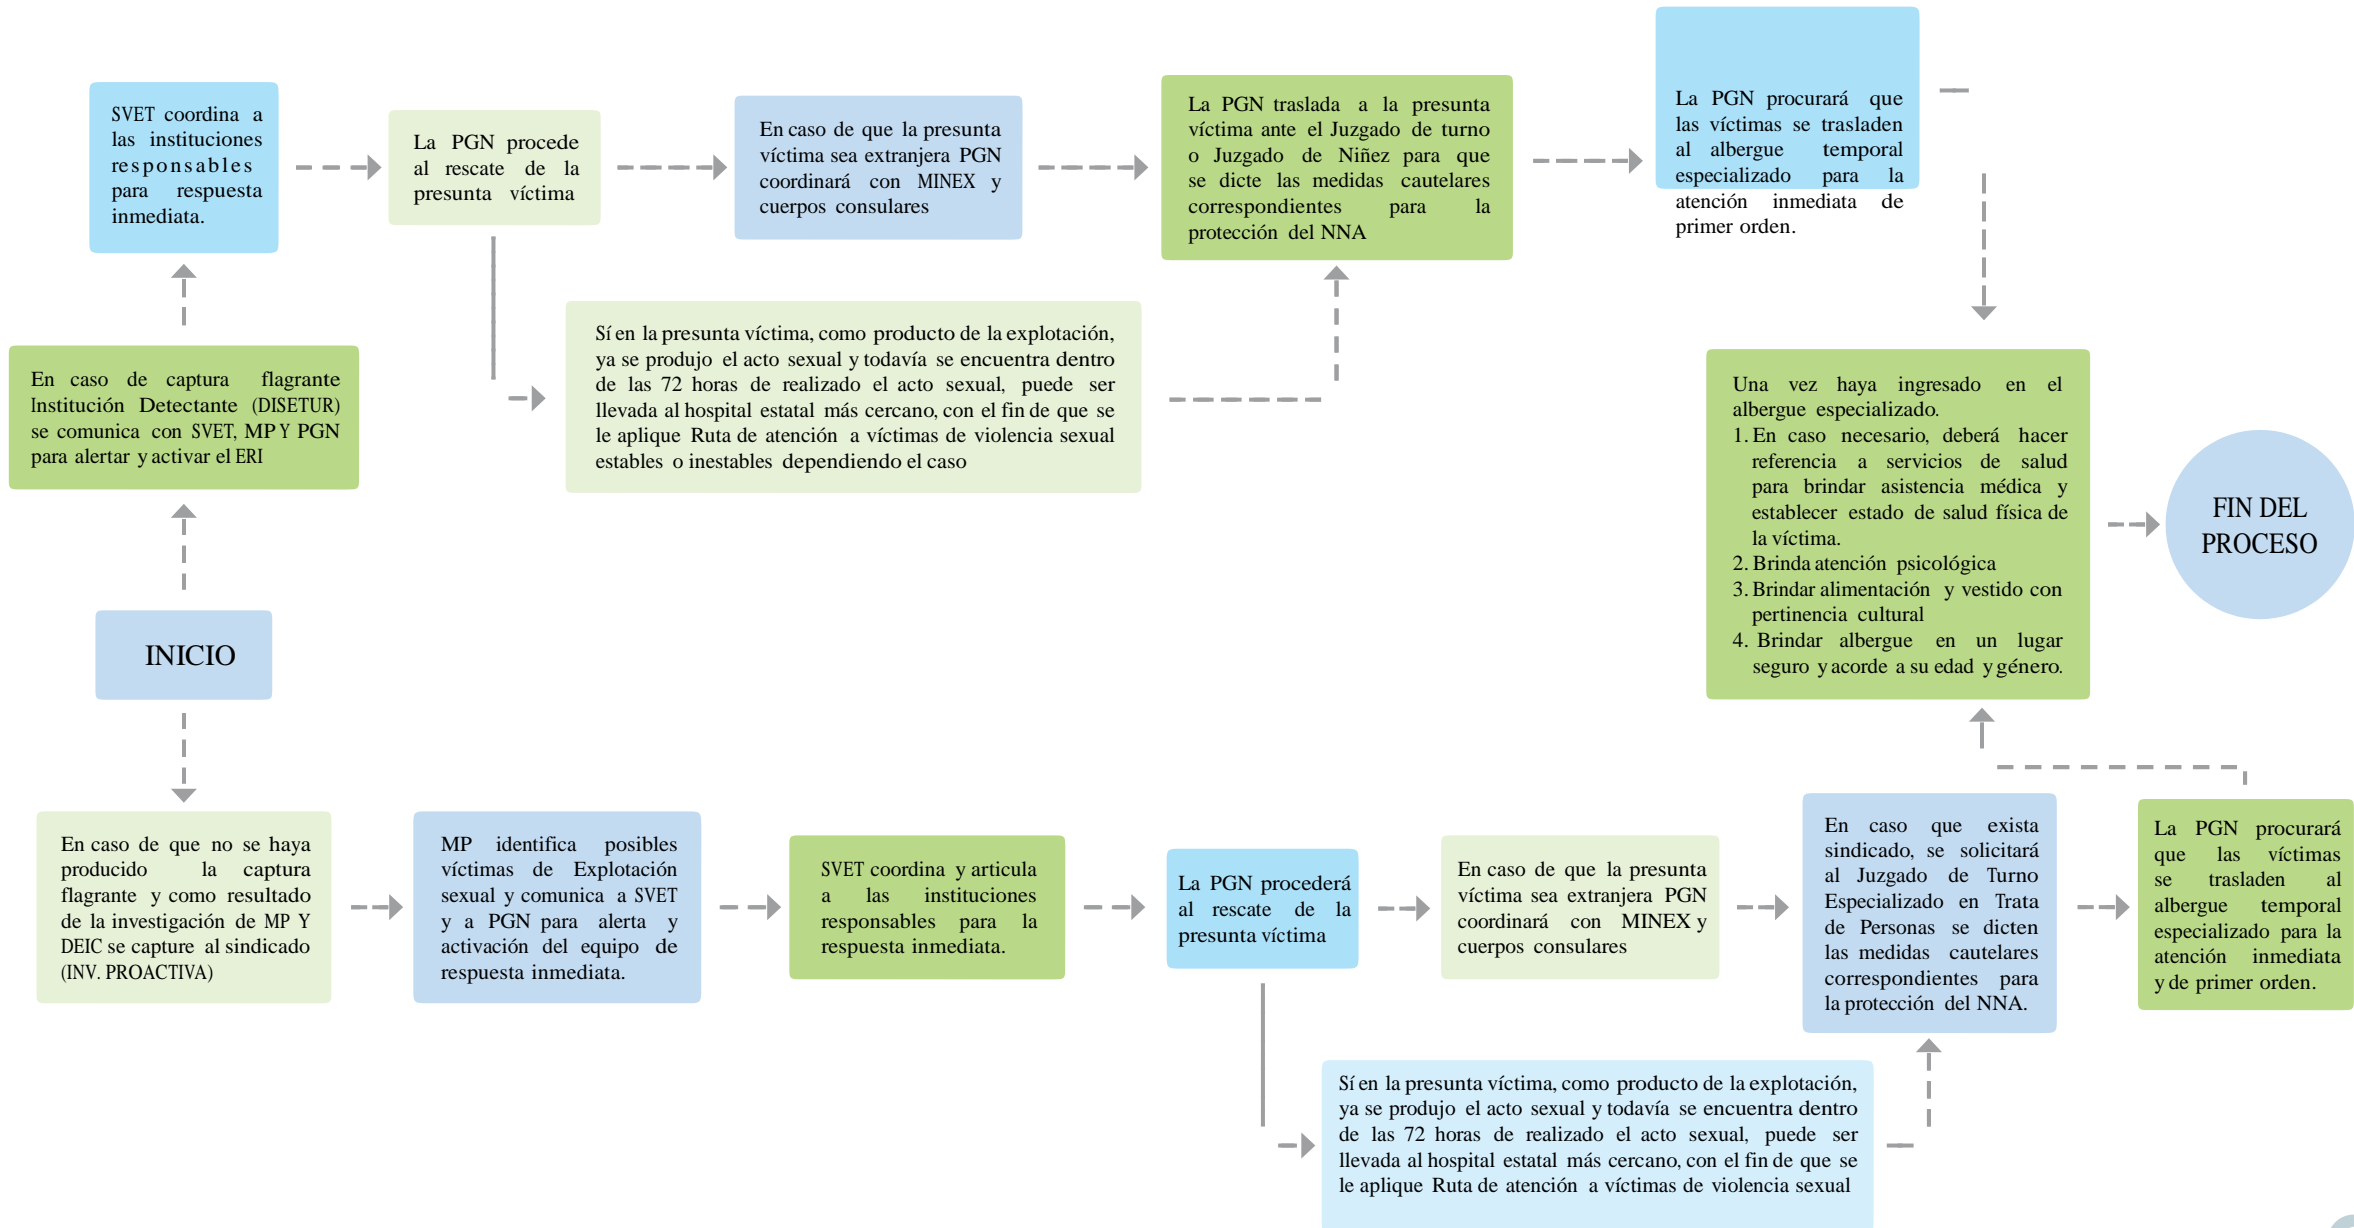 SVET coordina a
las instituciones
responsables
para respuesta
inmediata.
La PGN procede
al rescate de la
presunta víctima
En caso de que la presunta
víctima sea extranjera PGN
coordinará con MINEX y
cuerpos consulares
La PGN traslada a la presunta
víctima ante el Juzgado de turno
o Juzgado de Niñez para que
se dicte las medidas cautelares
correspondientes para la
protección del NNA
La PGN procurará que
las víctimas se trasladen
al albergue temporal
especializado para la
atención inmediata de
primer orden.
Sí en la presunta víctima, como producto de la explotación,
ya se produjo el acto sexual y todavía se encuentra dentro
de las 72 horas de realizado el acto sexual, puede ser
llevada al hospital estatal más cercano, con el fin de que se
le aplique Ruta de atención a víctimas de violencia sexual
estables o inestables dependiendo el caso
En caso de captura flagrante
Institución Detectante (DISETUR)
se comunica con SVET, MP Y PGN
para alertar y activar el ERI
Una vez haya ingresado en el
albergue especializado.
1. En caso necesario, deberá hacer
referencia a servicios de salud
para brindar asistencia médica y
establecer estado de salud física de
la víctima.
2. Brinda atención psicológica
3. Brindar alimentación y vestido con
pertinencia cultural
4. Brindar albergue en un lugar
seguro y acorde a su edad y género.
FIN DEL
PROCESO
INICIO
En caso de que no se haya
producido la captura
flagrante y como resultado
de la investigación de MP Y
DEIC se capture al sindicado
(INV. PROACTIVA)
MP identifica posibles
víctimas de Explotación
sexual y comunica a SVET
y a PGN para alerta y
activación del equipo de
respuesta inmediata.
SVET coordina y articula
a las instituciones
responsables para la
respuesta inmediata.
La PGN procederá
al rescate de la
presunta víctima
En caso de que la presunta
víctima sea extranjera PGN
coordinará con MINEX y
cuerpos consulares
En caso que exista
sindicado, se solicitará
al Juzgado de Turno
Especializado en Trata
de Personas se dicten
las medidas cautelares
correspondientes para
la protección del NNA.
La PGN procurará
que las víctimas
se trasladen al
albergue temporal
especializado para la
atención inmediata
y de primer orden.
Sí en la presunta víctima, como producto de la explotación,
ya se produjo el acto sexual y todavía se encuentra dentro
de las 72 horas de realizado el acto sexual, puede ser
llevada al hospital estatal más cercano, con el fin de que se
le aplique Ruta de atención a víctimas de violencia sexual